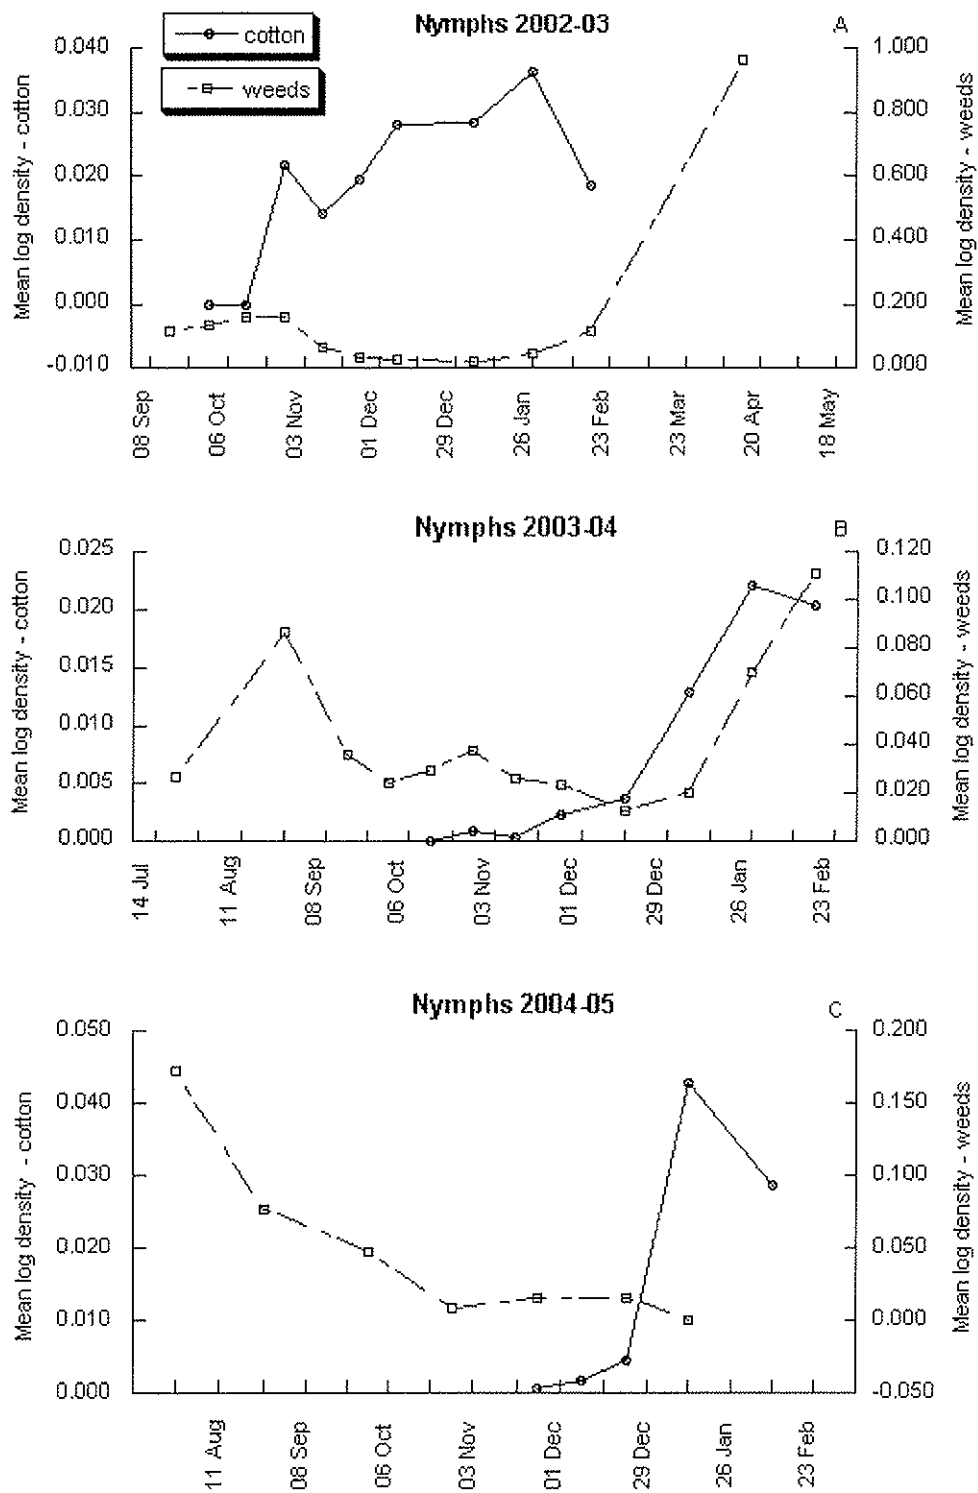 Nymphs 2002-03
A
cotton
weeds
Mean log density - cotton
0.040
0.030
0.020
0.010
0.000
-0.010
1.000
0.800
0.600
0.400
0.200
0.000
Mean log density - weeds
08 Sep
06 Oct
03 Nov
01 Dec
29 Dec
26 Jan
23 Feb
23 Mar
20 Apr
18 May
Nymphs 2003-04
B
Mean log density - cotton
0.025
0.020
0.015
0.010
0.005
0.000
0.120
0.100
0.080
0.060
0.040
0.020
0.000
Mean log density - weeds
14 Jul
11 Aug
08 Sep
06 Oct
03 Nov
01 Dec
29 Dec
26 Jan
23 Feb
Nymphs 2004-05
C
Mean log density - cotton
0.050
0.040
0.030
0.020
0.010
0.000
0.200
0.150
0.100
0.050
0.000
-0.050
Mean log density - weeds
11 Aug
08 Sep
06 Oct
03 Nov
01 Dec
29 Dec
26 Jan
23 Feb